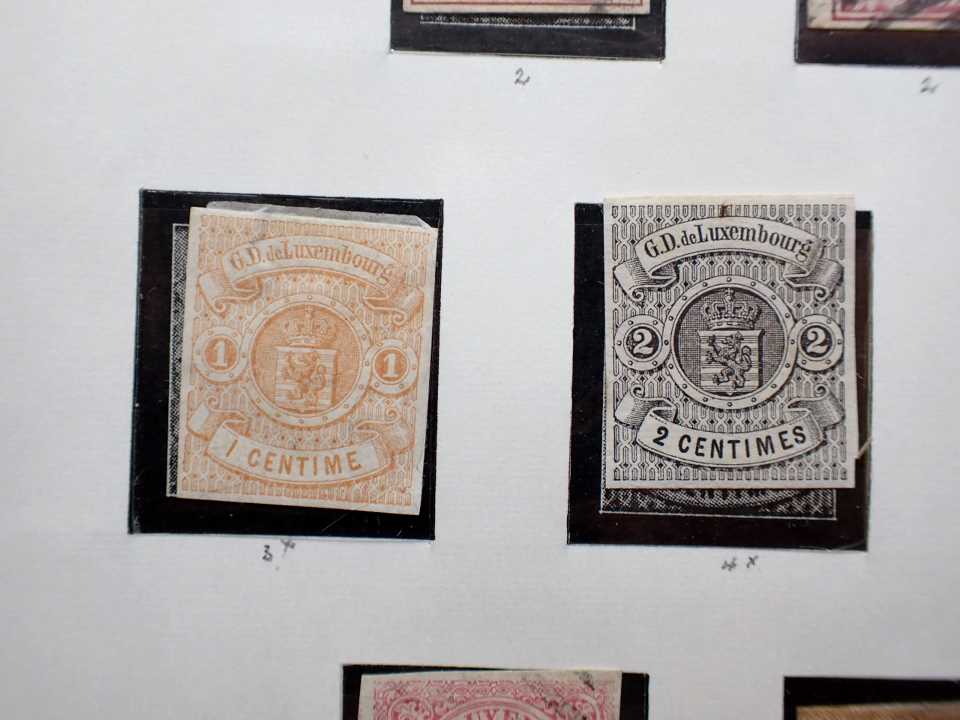 2
2
G.D. de Luxembourg
1 1
1 CENTIME
G.D. de Luxembourg
2 2
2 CENTIMES
3 x
4 x